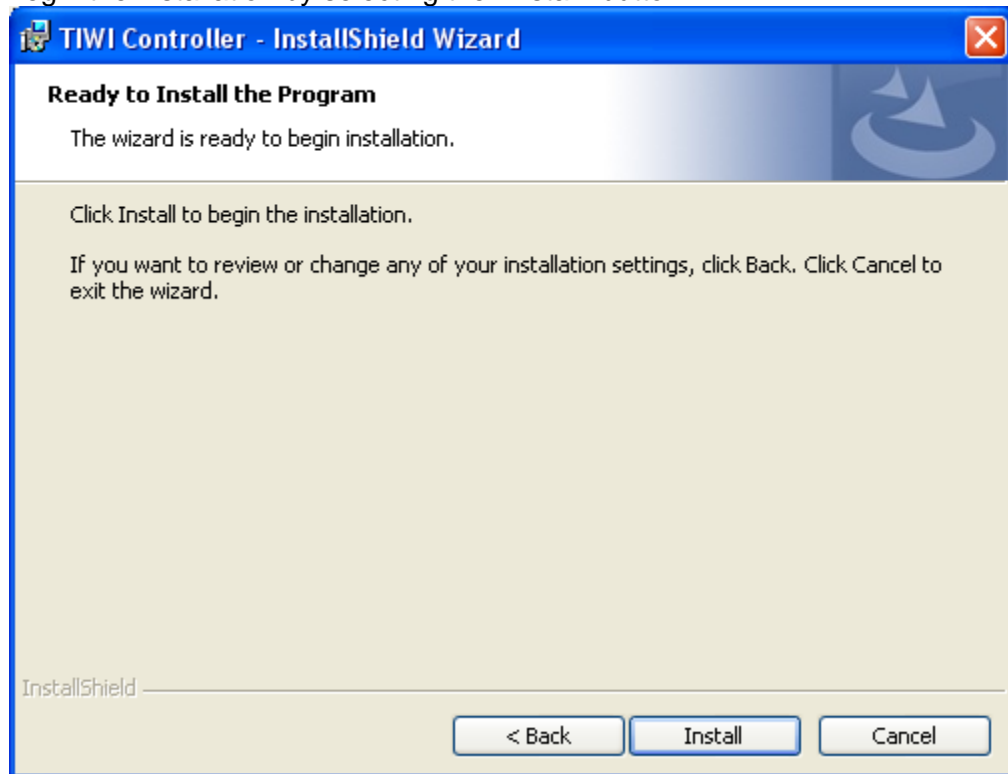 TIWI Controller - InstallShield Wizard
Ready to Install the Program
The wizard is ready to begin installation.
Click Install to begin the installation.
If you want to review or change any of your installation settings, click Back. Click Cancel to
exit the wizard.
InstallShield
< Back Install Cancel